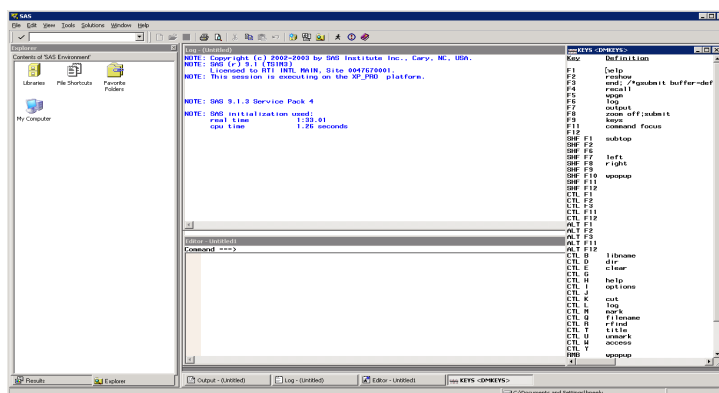 SAS
File Edit View Tools Solutions Window Help
Explorer
Contents of 'SAS Environment'
Libraries File Shortcuts Favorite Folders
My Computer
Log - (Untitled)
NOTE: Copyright (c) 2002-2003 by SAS Institute Inc., Cary, NC, USA.
NOTE: SAS (r) 9.1 (TS1M3)
Licensed to RTI INTL MAIN, Site 0047670001.
NOTE: This session is executing on the XP_PRO platform.
NOTE: SAS 9.1.3 Service Pack 4
NOTE: SAS initialization used:
real time 1:33.01
cpu time 1.26 seconds
Editor - Untitled1
Command ===>
KEYS <DMKEYS>
Key Definition
F1 help
F2 reshow
F3 end; /*gsubmit buffer=def
F4 recall
F5 wpgm
F6 log
F7 output
F8 zoom off;submit
F9 keys
F11 command focus
F12
SHF F1 subtop
SHF F2
SHF F6
SHF F7 left
SHF F8 right
SHF F9
SHF F10 wpopup
SHF F11
SHF F12
CTL F1
CTL F2
CTL F3
CTL F11
CTL F12
ALT F1
ALT F2
ALT F3
ALT F11
ALT F12
CTL B libname
CTL D dir
CTL E clear
CTL G
CTL H help
CTL I options
CTL J
CTL K cut
CTL L log
CTL M mark
CTL Q filename
CTL R rfind
CTL T title
CTL U unmark
CTL W access
CTL Y
RMB wpopup
Results Explorer
Output - (Untitled) Log - (Untitled) Editor - Untitled1 KEYS <DMKEYS>